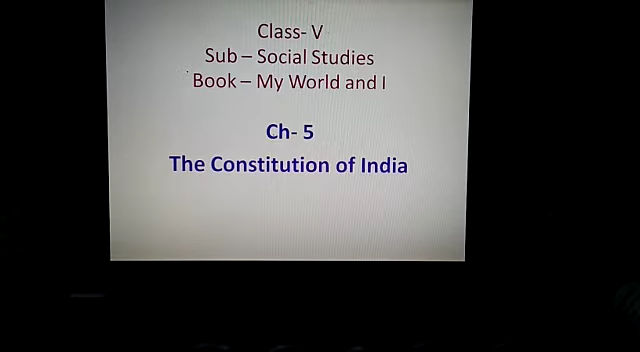 Class- V
Sub – Social Studies
Book – My World and I
Ch- 5
The Constitution of India